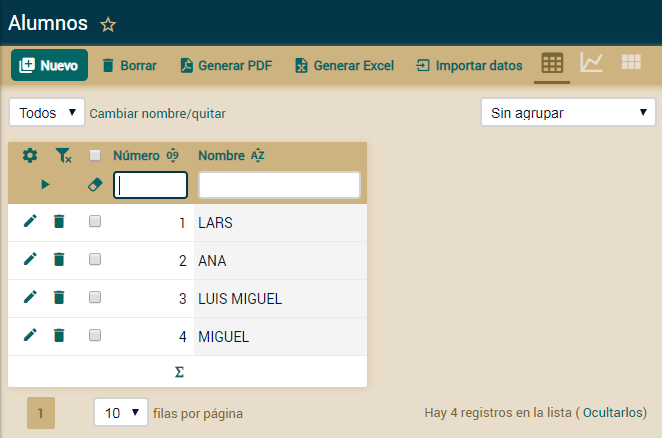 Alumnos
Nuevo Borrar Generar PDF Generar Excel Importar datos
Todos Cambiar nombre/quitar Sin agrupar
Número Nombre
1 LARS
2 ANA
3 LUIS MIGUEL
4 MIGUEL
Σ
1 10 filas por página Hay 4 registros en la lista ( Ocultarlos)